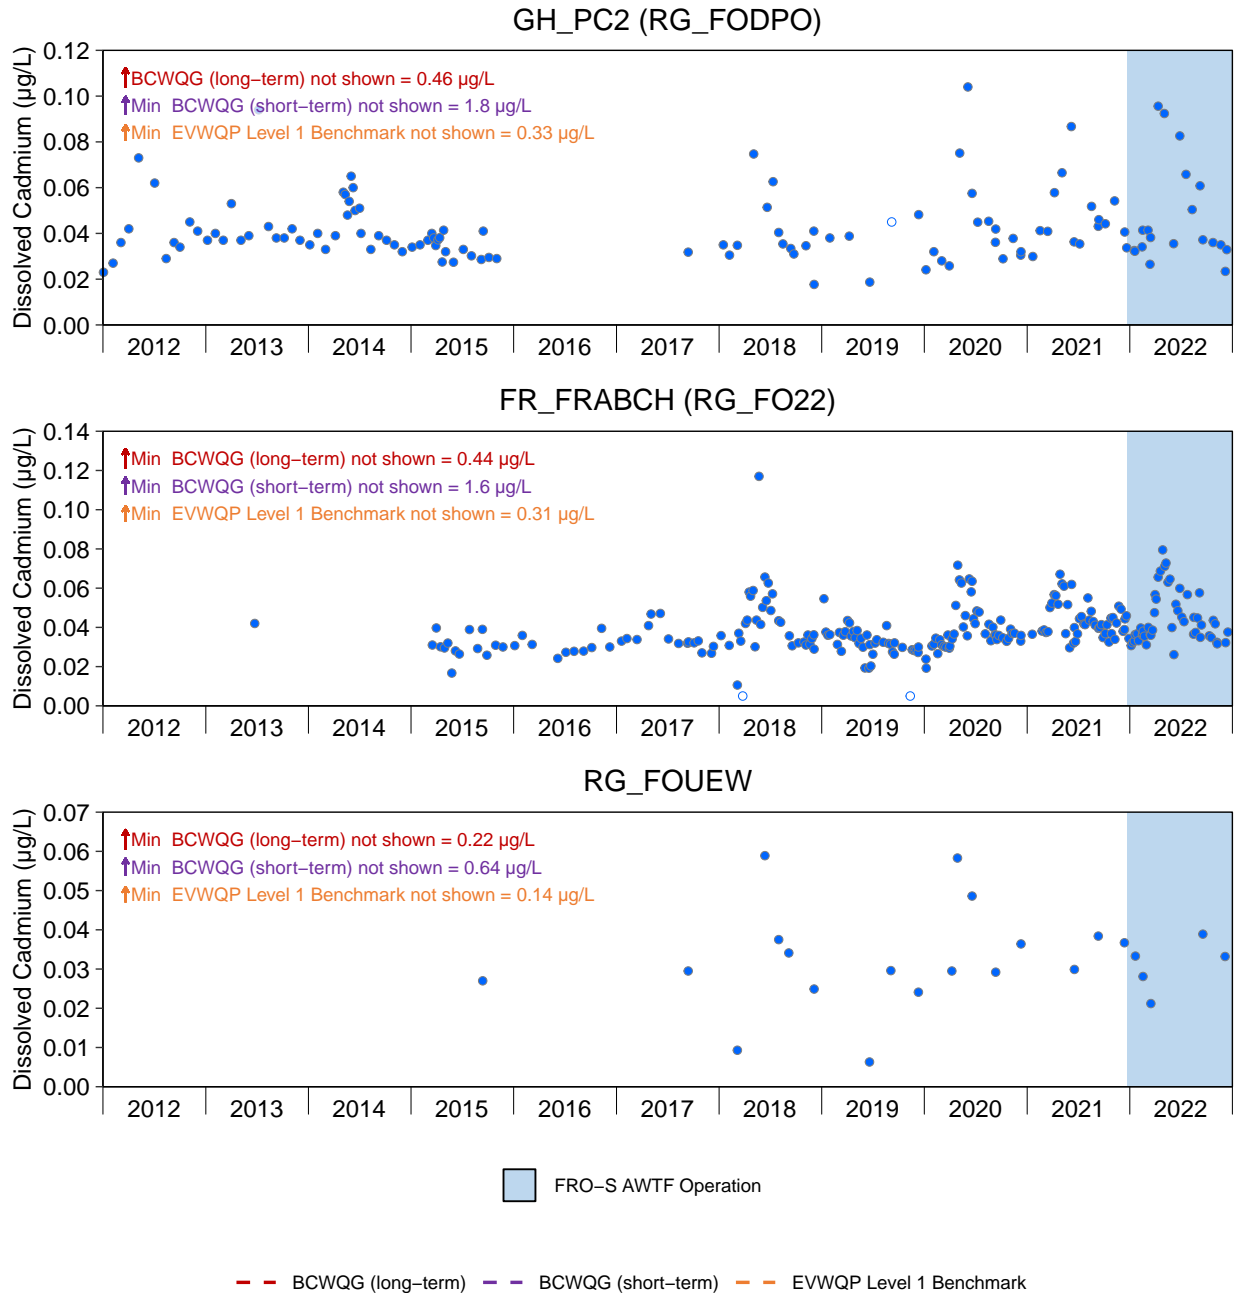 GH_PC2 (RG_FODPO)
Dissolved Cadmium (µg/L)
0.12
0.10
0.08
0.06
0.04
0.02
0.00
BCWQG (long−term) not shown = 0.46 µg/L
Min BCWQG (short−term) not shown = 1.8 µg/L
Min EVWQP Level 1 Benchmark not shown = 0.33 µg/L
2012 2013 2014 2015 2016 2017 2018 2019 2020 2021 2022
FR_FRABCH (RG_FO22)
Dissolved Cadmium (µg/L)
0.14
0.12
0.10
0.08
0.06
0.04
0.02
0.00
Min BCWQG (long−term) not shown = 0.44 µg/L
Min BCWQG (short−term) not shown = 1.6 µg/L
Min EVWQP Level 1 Benchmark not shown = 0.31 µg/L
2012 2013 2014 2015 2016 2017 2018 2019 2020 2021 2022
RG_FOUEW
Dissolved Cadmium (µg/L)
0.07
0.06
0.05
0.04
0.03
0.02
0.01
0.00
Min BCWQG (long−term) not shown = 0.22 µg/L
Min BCWQG (short−term) not shown = 0.64 µg/L
Min EVWQP Level 1 Benchmark not shown = 0.14 µg/L
2012 2013 2014 2015 2016 2017 2018 2019 2020 2021 2022
FRO−S AWTF Operation
BCWQG (long−term) BCWQG (short−term) EVWQP Level 1 Benchmark